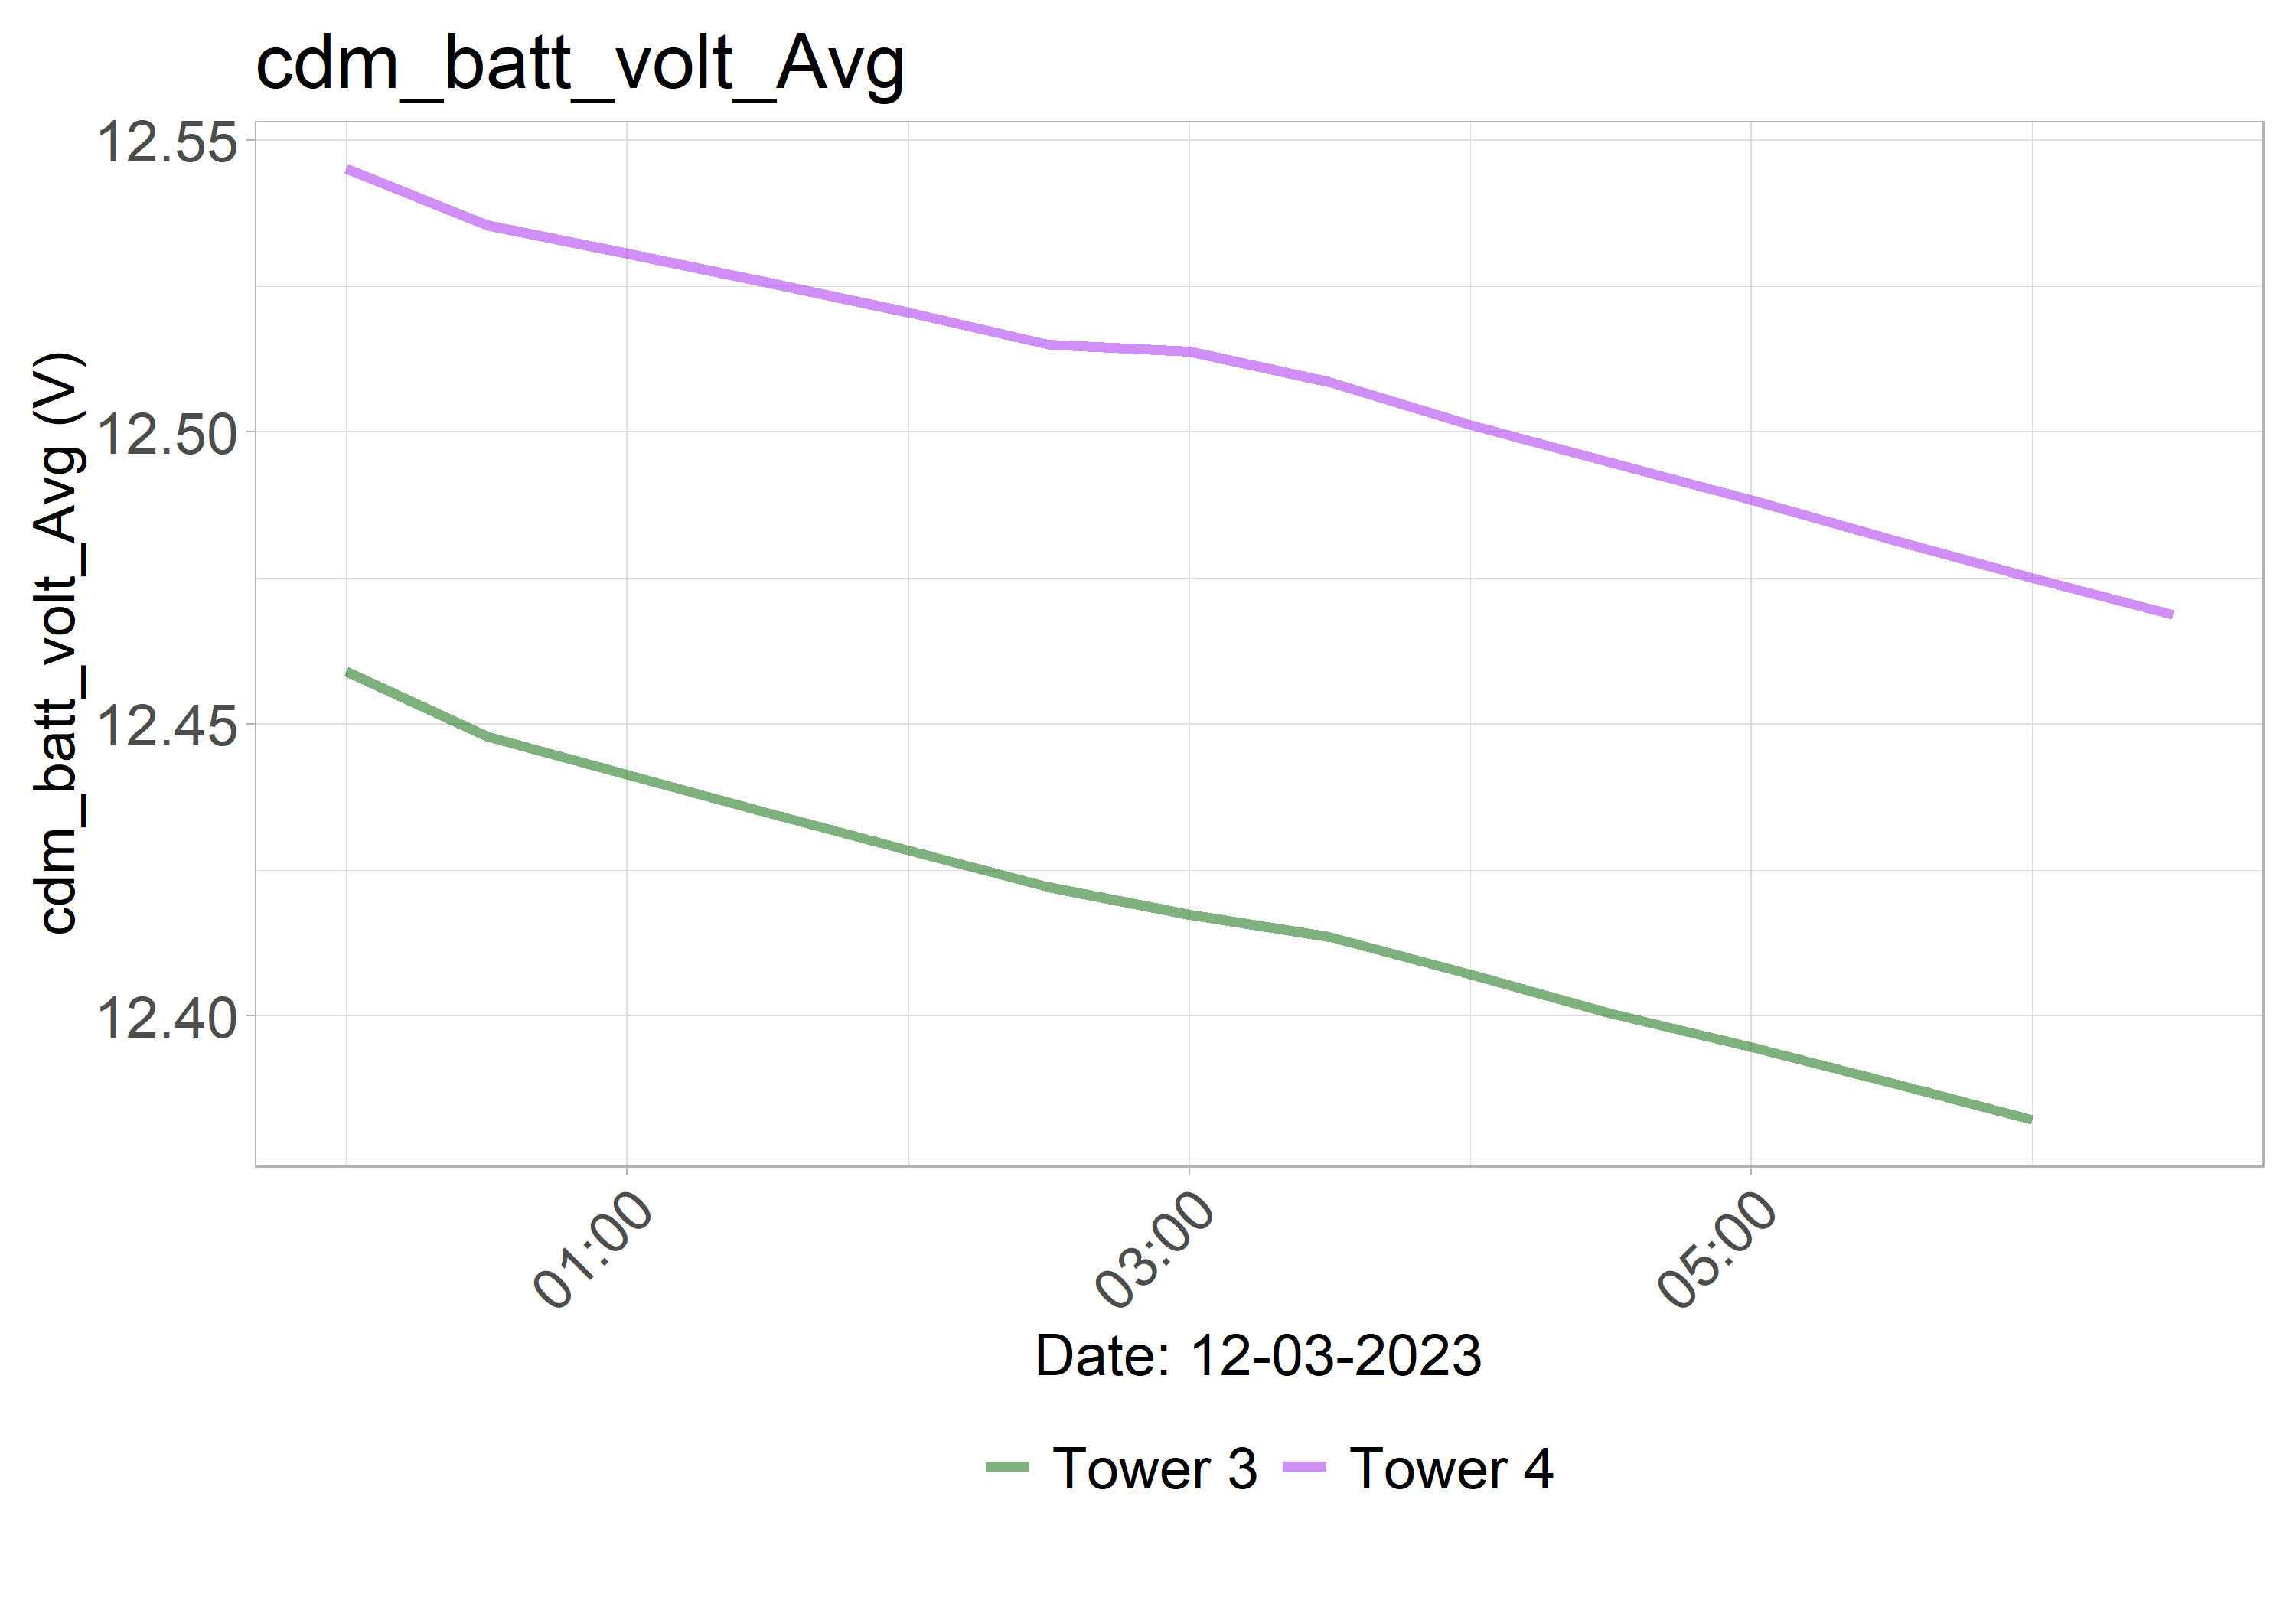 cdm_batt_volt_Avg
cdm_batt_volt_Avg (V)
12.55
12.50
12.45
12.40
01:00
03:00
05:00
Date: 12-03-2023
Tower 3
Tower 4